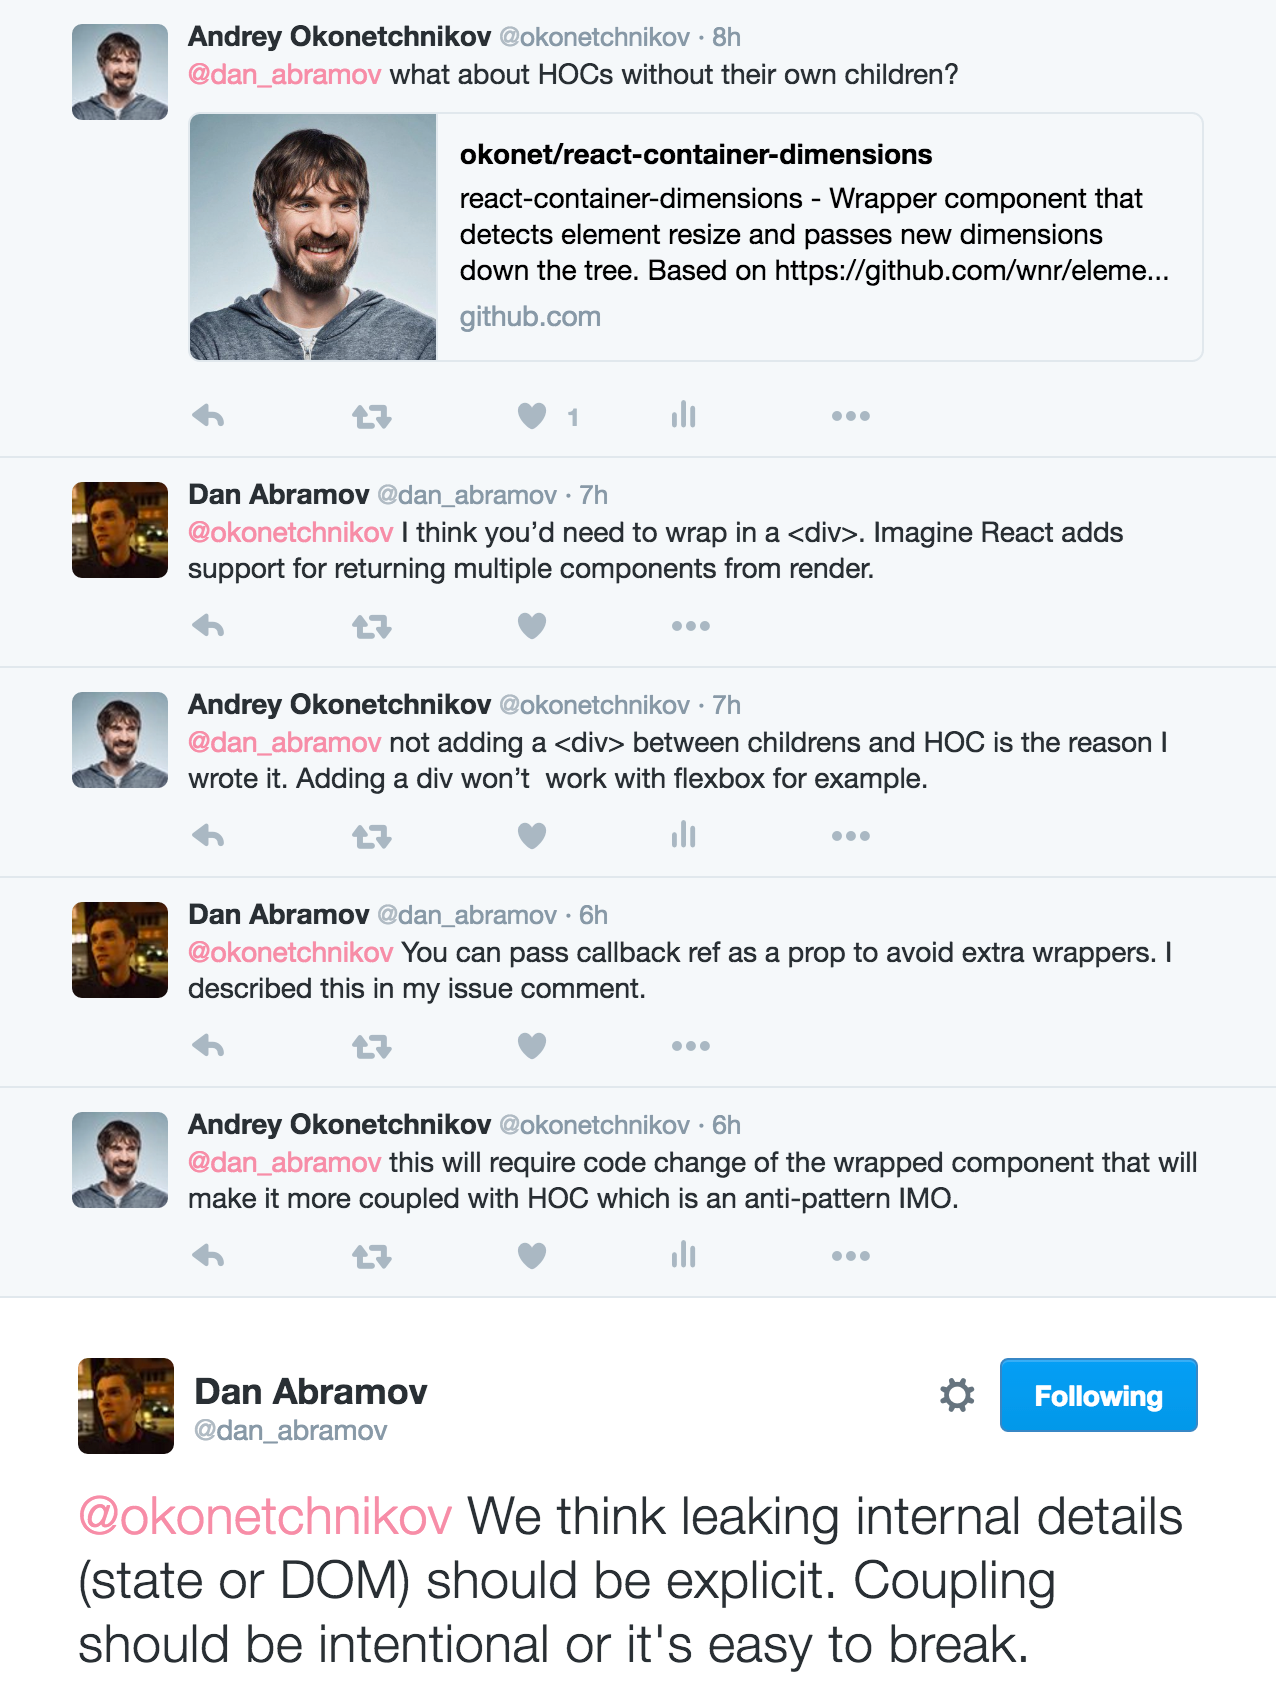 Andrey Okonetchnikov @okonetchnikov · 8h
@dan_abramov what about HOCs without their own children?
okonet/react-container-dimensions
react-container-dimensions - Wrapper component that
detects element resize and passes new dimensions
down the tree. Based on https://github.com/wnr/eleme...
github.com
1
Dan Abramov @dan_abramov · 7h
@okonetchnikov I think you’d need to wrap in a <div>. Imagine React adds
support for returning multiple components from render.
Andrey Okonetchnikov @okonetchnikov · 7h
@dan_abramov not adding a <div> between childrens and HOC is the reason I
wrote it. Adding a div won’t  work with flexbox for example.
Dan Abramov @dan_abramov · 6h
@okonetchnikov You can pass callback ref as a prop to avoid extra wrappers. I
described this in my issue comment.
Andrey Okonetchnikov @okonetchnikov · 6h
@dan_abramov this will require code change of the wrapped component that will
make it more coupled with HOC which is an anti-pattern IMO.
Dan Abramov
@dan_abramov
Following
@okonetchnikov We think leaking internal details
(state or DOM) should be explicit. Coupling
should be intentional or it's easy to break.